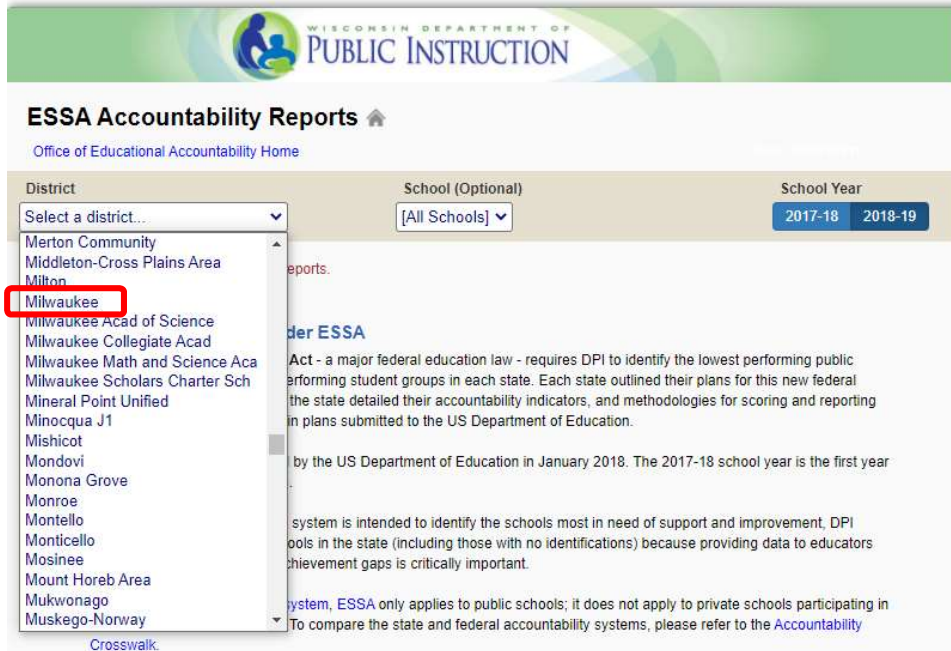 WISCONSIN DEPARTMENT OF
PUBLIC INSTRUCTION
ESSA Accountability Reports
Office of Educational Accountability Home
District
School (Optional)
School Year
Select a district...
[All Schools]
2017-18 2018-19
Merton Community
Middleton-Cross Plains Area
Milton
Milwaukee
Milwaukee Acad of Science
Milwaukee Collegiate Acad
Milwaukee Math and Science Aca
Milwaukee Scholars Charter Sch
Mineral Point Unified
Minocqua J1
Mishicot
Mondovi
Monona Grove
Monroe
Montello
Monticello
Mosinee
Mount Horeb Area
Mukwonago
Muskego-Norway
eports.
der ESSA
Act - a major federal education law - requires DPI to identify the lowest performing public
erforming student groups in each state. Each state outlined their plans for this new federal
the state detailed their accountability indicators, and methodologies for scoring and reporting
in plans submitted to the US Department of Education.
by the US Department of Education in January 2018. The 2017-18 school year is the first year
.
system is intended to identify the schools most in need of support and improvement, DPI
ools in the state (including those with no identifications) because providing data to educators
chievement gaps is critically important.
ystem, ESSA only applies to public schools; it does not apply to private schools participating in
To compare the state and federal accountability systems, please refer to the Accountability
Crosswalk.